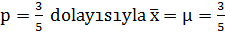 p = 3/5 dolayısıyla x̄ = μ = 3/5